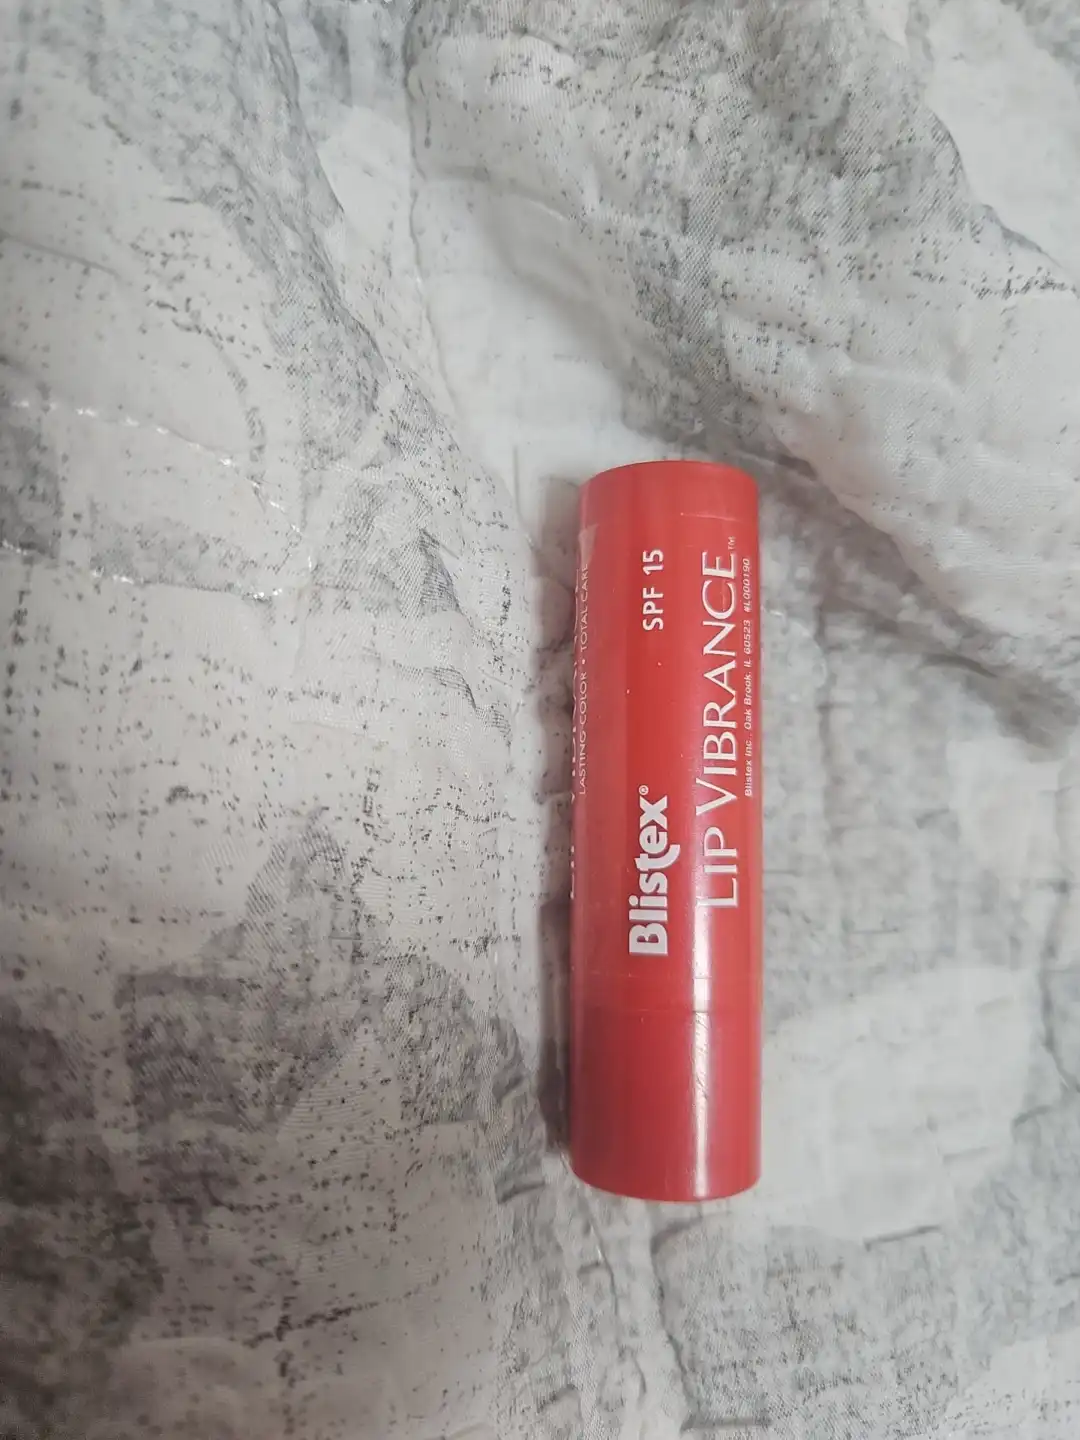 LASTING COLOR • TOTAL CARE
Blistex® SPF 15
LIP VIBRANCE™
Blistex Inc., Oak Brook, IL 60523 #L000190